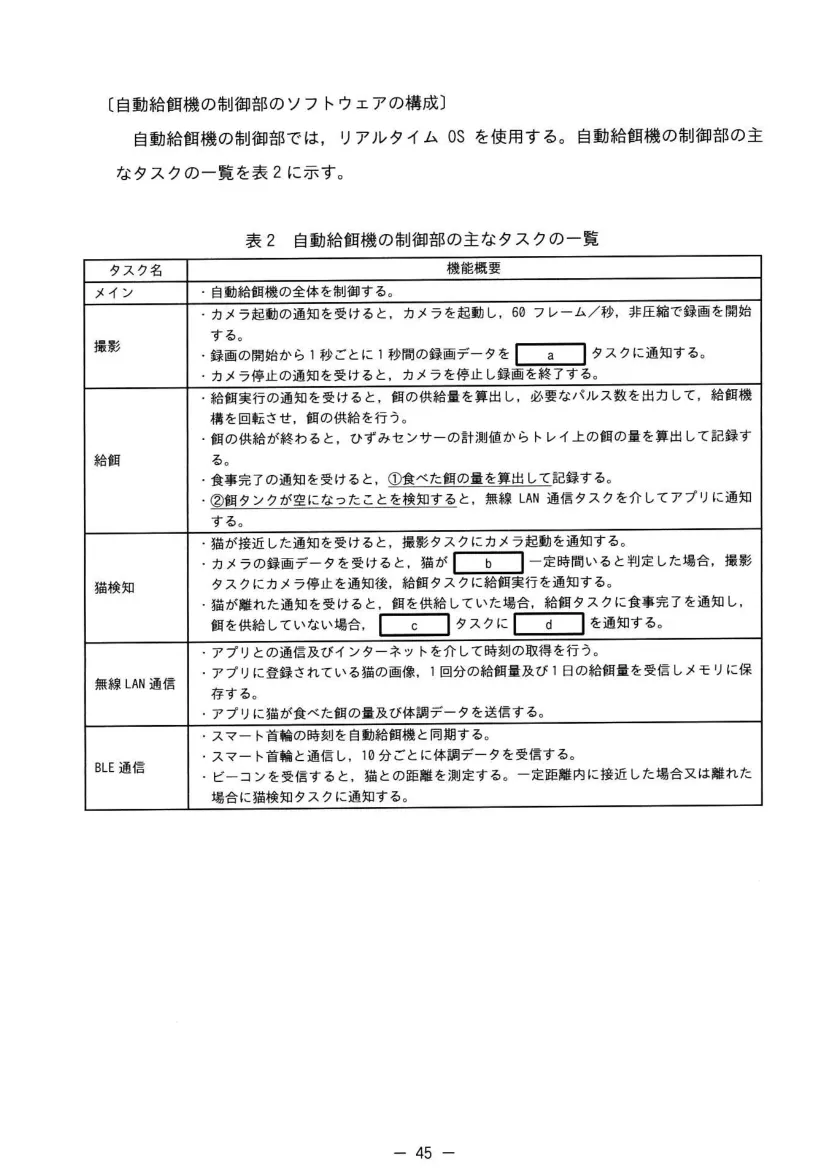 〔自動給餌機の制御部のソフトウェアの構成〕
自動給餌機の制御部では，リアルタイム OS を使用する。自動給餌機の制御部の主
なタスクの一覧を表2に示す。
表2　自動給餌機の制御部の主なタスクの一覧
タスク名　機能概要
メイン　・自動給餌機の全体を制御する。
撮影
・カメラ起動の通知を受けると，カメラを起動し，60 フレーム／秒，非圧縮で録画を開始
する。
・録画の開始から1秒ごとに1秒間の録画データを a タスクに通知する。
・カメラ停止の通知を受けると，カメラを停止し録画を終了する。
給餌
・給餌実行の通知を受けると，餌の供給量を算出し，必要なパルス数を出力して，給餌機
構を回転させ，餌の供給を行う。
・餌の供給が終わると，ひずみセンサーの計測値からトレイ上の餌の量を算出して記録す
る。
・食事完了の通知を受けると，①食べた餌の量を算出して記録する。
・②餌タンクが空になったことを検知すると，無線 LAN 通信タスクを介してアプリに通知
する。
猫検知
・猫が接近した通知を受けると，撮影タスクにカメラ起動を通知する。
・カメラの録画データを受けると，猫が b 一定時間いると判定した場合，撮影
タスクにカメラ停止を通知後，給餌タスクに給餌実行を通知する。
・猫が離れた通知を受けると，餌を供給していた場合，給餌タスクに食事完了を通知し，
餌を供給していない場合， c タスクに d を通知する。
無線 LAN 通信
・アプリとの通信及びインターネットを介して時刻の取得を行う。
・アプリに登録されている猫の画像，1回分の給餌量及び1日の給餌量を受信しメモリに保
存する。
・アプリに猫が食べた餌の量及び体調データを送信する。
BLE 通信
・スマート首輪の時刻を自動給餌機と同期する。
・スマート首輪と通信し，10分ごとに体調データを受信する。
・ビーコンを受信すると，猫との距離を測定する。一定距離内に接近した場合又は離れた
場合に猫検知タスクに通知する。
－ 45 －